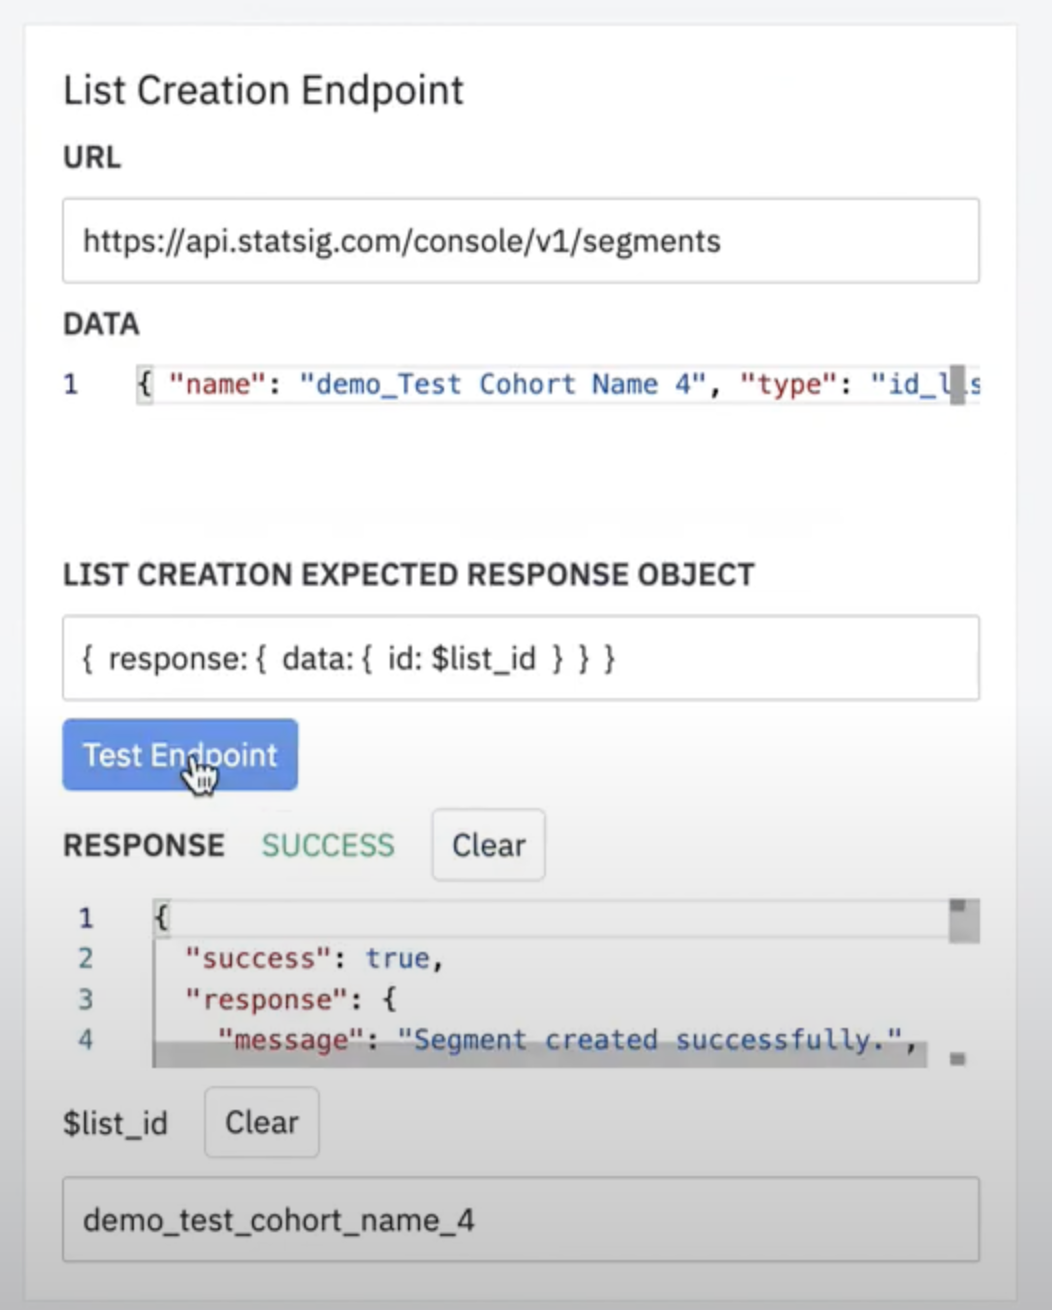 List Creation Endpoint
URL
https://api.statsig.com/console/v1/segments
DATA
1 { "name": "demo_Test Cohort Name 4", "type": "id_lis
LIST CREATION EXPECTED RESPONSE OBJECT
{ response: { data: { id: $list_id } } }
Test Endpoint
RESPONSE SUCCESS Clear
1 {
2 "success": true,
3 "response": {
4 "message": "Segment created successfully.",
$list_id Clear
demo_test_cohort_name_4